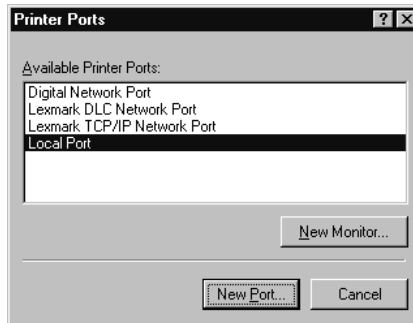 Printer Ports
Available Printer Ports:
Digital Network Port
Lexmark DLC Network Port
Lexmark TCP/IP Network Port
Local Port
New Monitor...
New Port...
Cancel